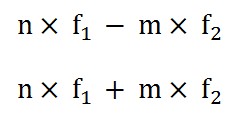 n × f₁ − m × f₂
n × f₁ + m × f₂